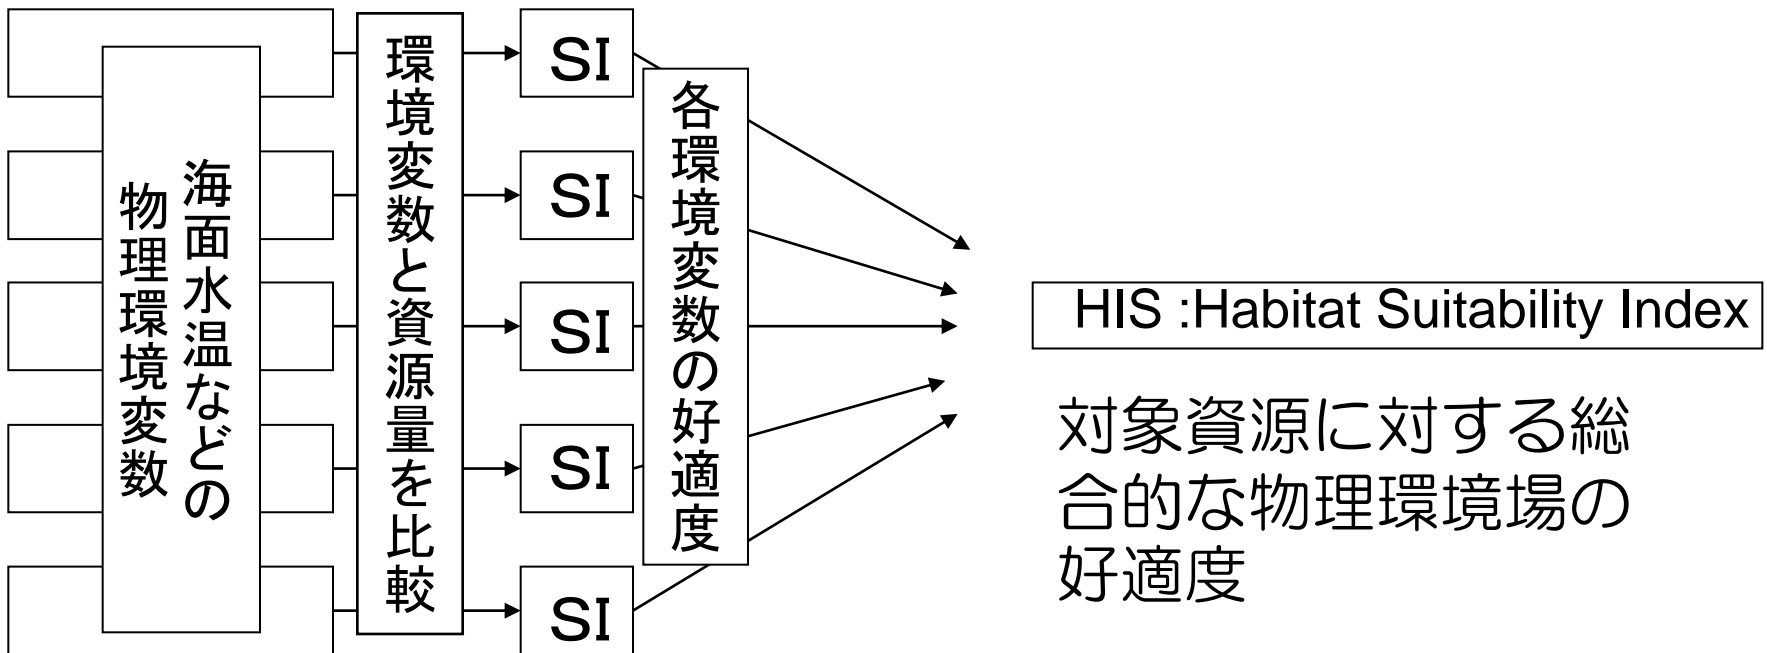 海面水温などの
物理環境変数
環境変数と資源量を比較
SI
SI
SI
SI
SI
各環境変数の好適度
HIS :Habitat Suitability Index
対象資源に対する総
合的な物理環境場の
好適度